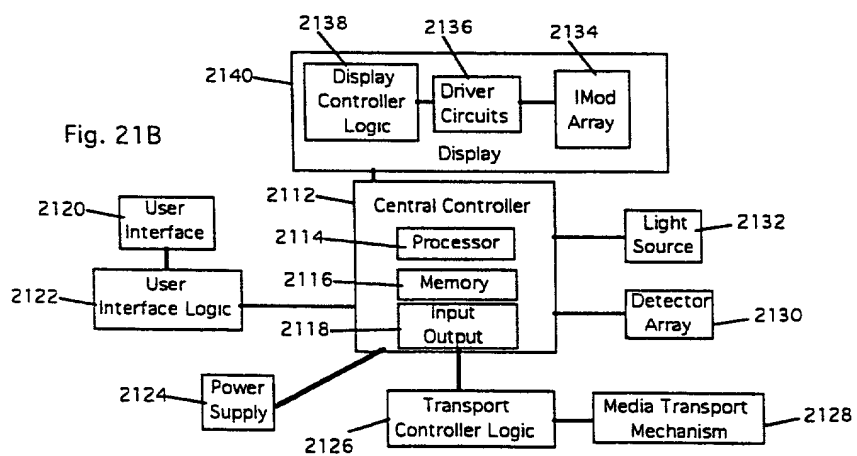 2138
2136
2134
2140
Display
Controller
Logic
Driver
Circuits
IMod
Array
Display
Fig. 21B
2112
Central Controller
2120
User
Interface
2114
Processor
Light
Source
2132
2116
Memory
2122
User
Interface Logic
2118
Input
Output
Detector
Array
2130
2124
Power
Supply
2126
Transport
Controller Logic
Media Transport
Mechanism
2128